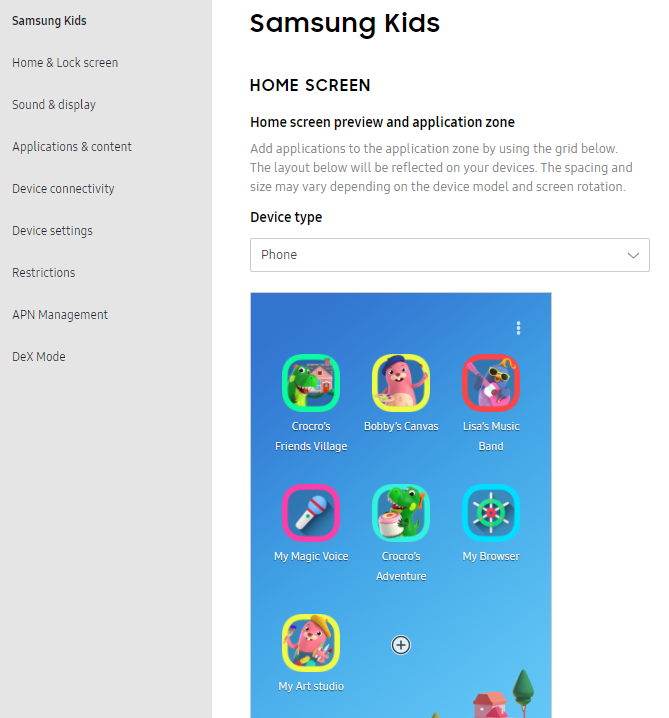 Samsung Kids
Home & Lock screen
Sound & display
Applications & content
Device connectivity
Device settings
Restrictions
APN Management
DeX Mode
Samsung Kids
HOME SCREEN
Home screen preview and application zone
Add applications to the application zone by using the grid below.
The layout below will be reflected on your devices. The spacing and
size may vary depending on the device model and screen rotation.
Device type
Phone
Crocro's
Friends Village
Bobby's Canvas
Lisa's Music
Band
My Magic Voice
Crocro's
Adventure
My Browser
My Art studio